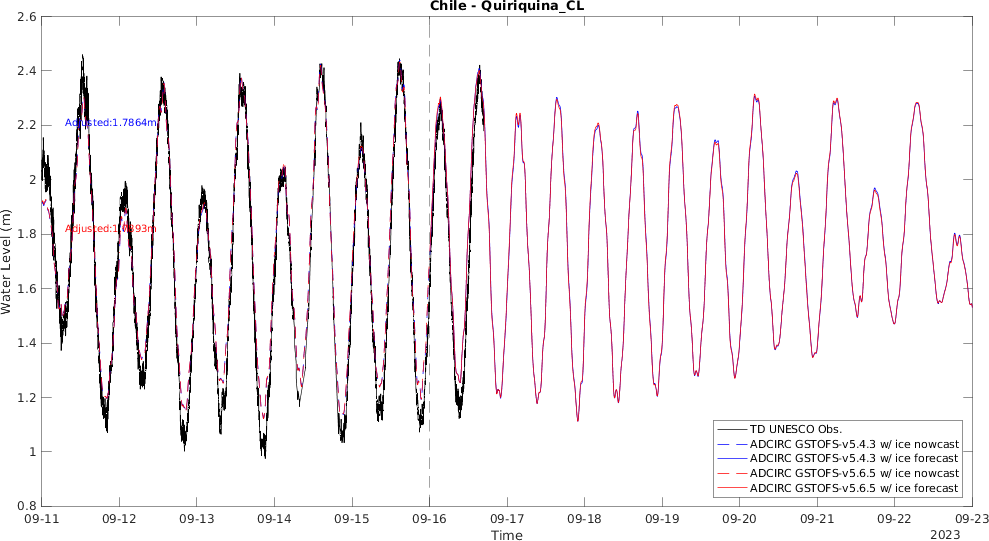 Chile - Quiriquina_CL
2.6
2.4
2.2
2
1.8
1.6
1.4
1.2
1
0.8
Water Level (m)
Adjusted:1.7864m
09-11
09-12
09-13
09-14
09-15
09-16
09-17
09-18
09-19
09-20
09-21
09-22
09-23
Time
2023
TD UNESCO Obs.
ADCIRC GSTOFS-v5.4.3 w/ ice nowcast
ADCIRC GSTOFS-v5.4.3 w/ ice forecast
ADCIRC GSTOFS-v5.6.5 w/ ice nowcast
ADCIRC GSTOFS-v5.6.5 w/ ice forecast